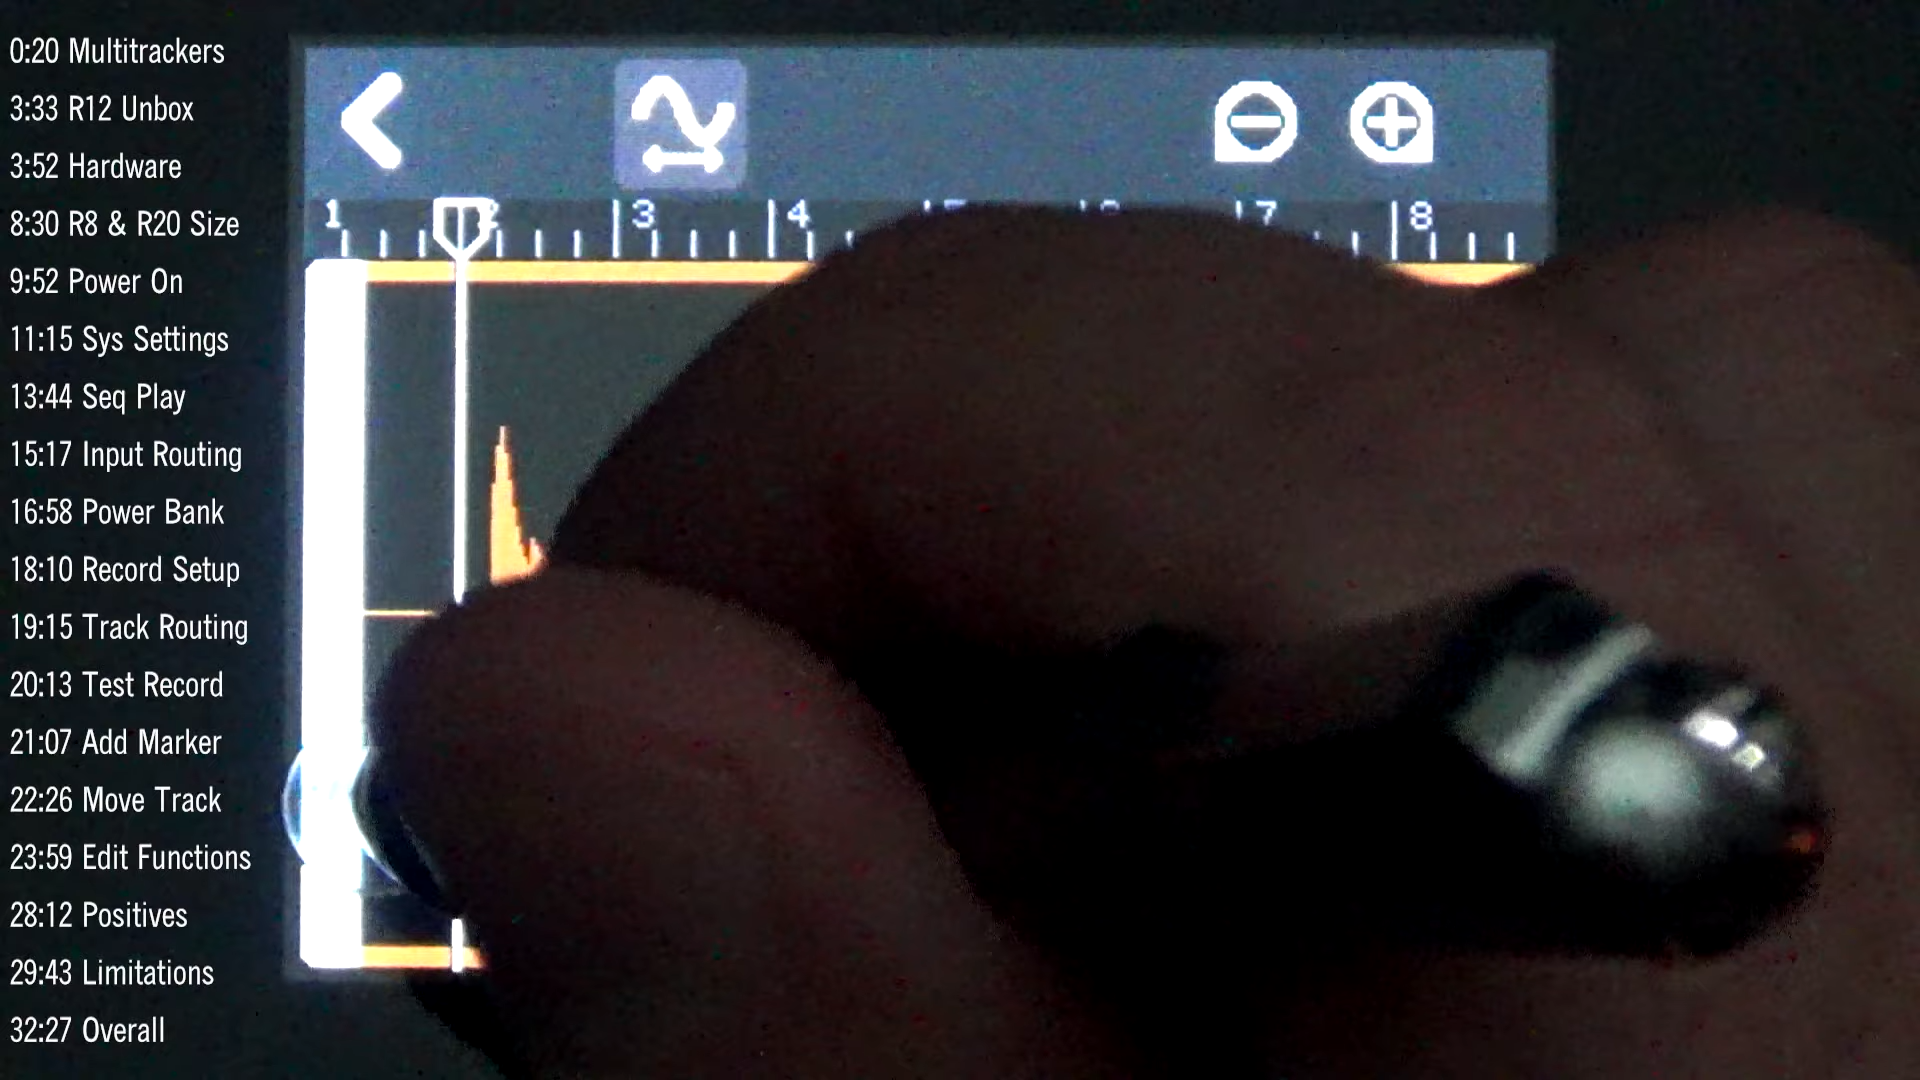 0:20 Multitrackers
3:33 R12 Unbox
3:52 Hardware
8:30 R8 & R20 Size
9:52 Power On
11:15 Sys Settings
13:44 Seq Play
15:17 Input Routing
16:58 Power Bank
18:10 Record Setup
19:15 Track Routing
20:13 Test Record
21:07 Add Marker
22:26 Move Track
23:59 Edit Functions
28:12 Positives
29:43 Limitations
32:27 Overall
1 3 4 7 8